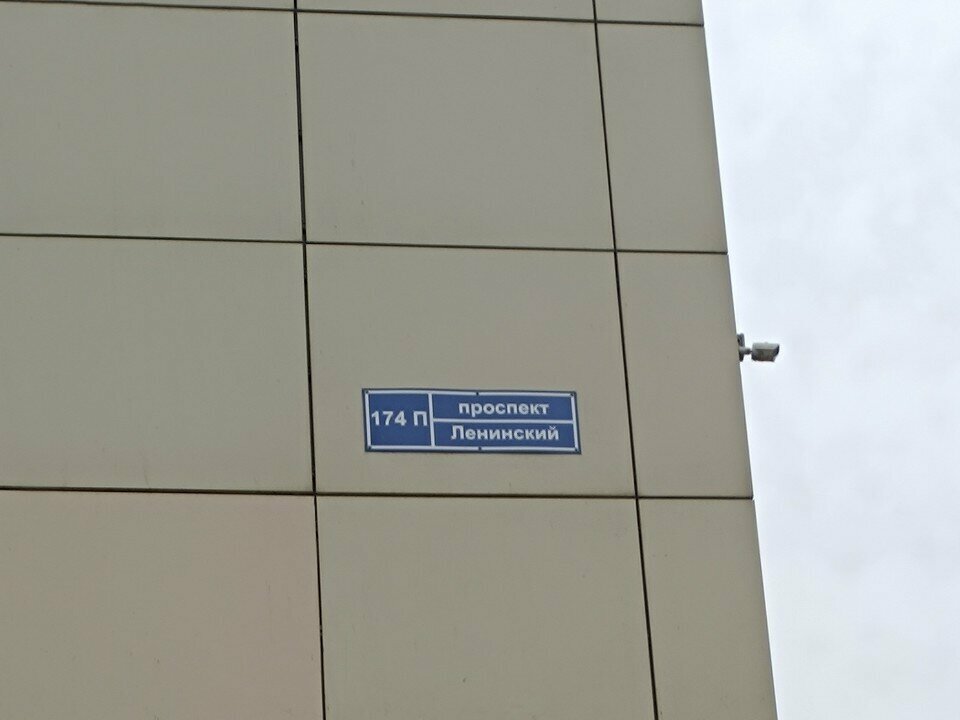 174 П
проспект
Ленинский